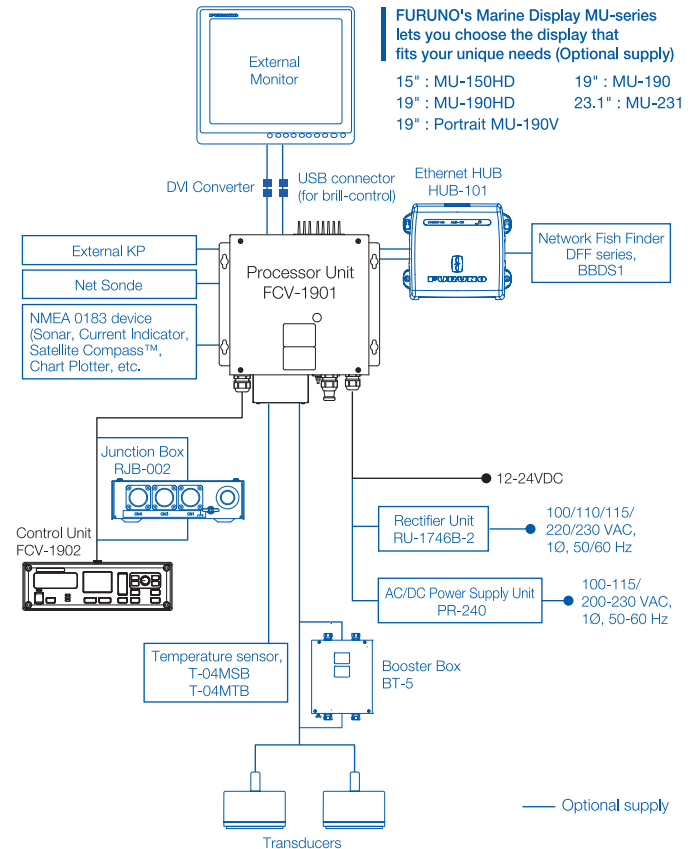 FURUNO's Marine Display MU-series
lets you choose the display that
fits your unique needs (Optional supply)
15" : MU-150HD
19" : MU-190
19" : MU-190HD
23.1" : MU-231
19" : Portrait MU-190V
External
Monitor
DVI Converter
USB connector
(for brill-control)
Ethernet HUB
HUB-101
FURUNO
External KP
Net Sonde
NMEA 0183 device
(Sonar, Current Indicator,
Satellite Compass™,
Chart Plotter, etc.
Processor Unit
FCV-1901
Network Fish Finder
DFF series,
BBDS1
Junction Box
RJB-002
Control Unit
FCV-1902
12-24VDC
Rectifier Unit
RU-1746B-2
100/110/115/
220/230 VAC,
1Ø, 50/60 Hz
AC/DC Power Supply Unit
PR-240
100-115/
200-230 VAC,
1Ø, 50-60 Hz
Temperature sensor,
T-04MSB
T-04MTB
Booster Box
BT-5
Transducers
Optional supply